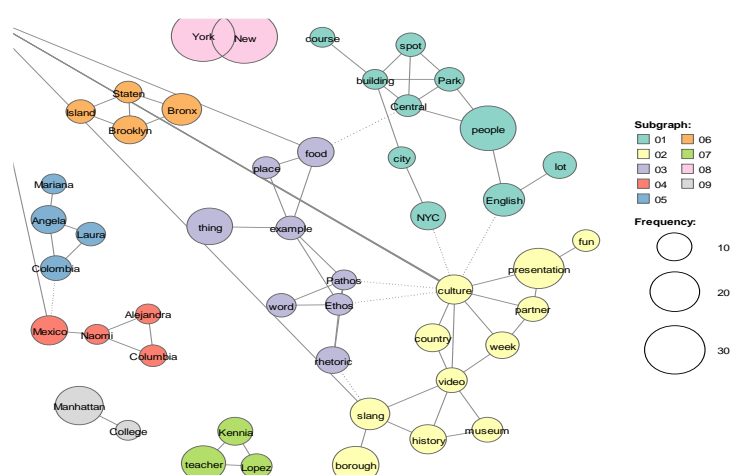 York
New
course
spot
building
Park
Staten
Island
Bronx
Central
Brooklyn
people
food
place
city
lot
Mariana
English
Angela
NYC
Laura
thing
example
fun
Colombia
presentation
Pathos
culture
word
Ethos
partner
Alejandra
Mexico
Naomi
country
week
Columbia
rhetoric
video
Manhattan
slang
College
Kennia
history
museum
teacher
Lopez
borough
Subgraph:
01 06
02 07
03 08
04 09
05
Frequency:
10
20
30